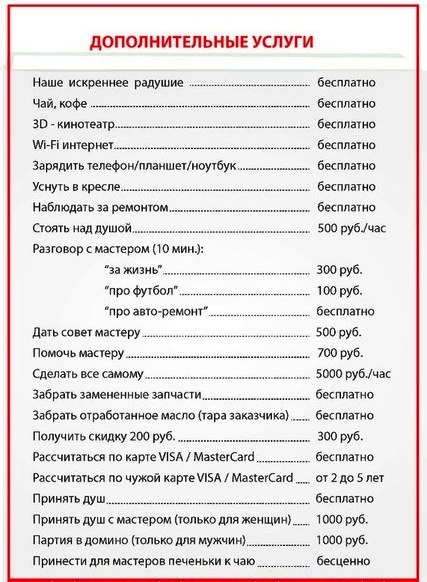 ДОПОЛНИТЕЛЬНЫЕ УСЛУГИ
Наше искреннее радушие бесплатно
Чай, кофе бесплатно
3D - кинотеатр бесплатно
Wi-Fi интернет бесплатно
Зарядить телефон/планшет/ноутбук бесплатно
Уснуть в кресле бесплатно
Наблюдать за ремонтом бесплатно
Стоять над душой 500 руб./час
Разговор с мастером (10 мин.):
“за жизнь” 300 руб.
“про футбол” 100 руб.
“про авто-ремонт” бесплатно
Дать совет мастеру 500 руб.
Помочь мастеру 700 руб.
Сделать все самому 5000 руб./час
Забрать замененные запчасти бесплатно
Забрать отработанное масло (тара заказчика) бесплатно
Получить скидку 200 руб. 300 руб.
Рассчитаться по карте VISA / MasterCard бесплатно
Рассчитаться по чужой карте VISA / MasterCard от 2 до 5 лет
Принять душ бесплатно
Принять душ с мастером (только для женщин) 1000 руб.
Партия в домино (только для мужчин) 1000 руб.
Принести для мастеров печеньки к чаю бесценно